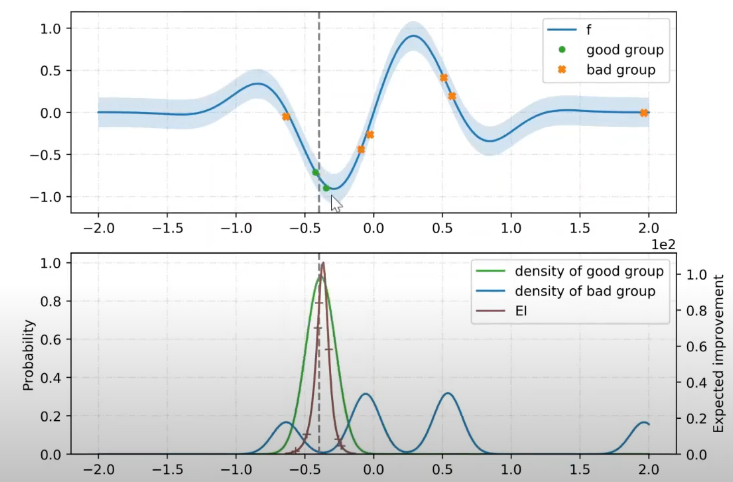 1.0
0.5
0.0
−0.5
−1.0
f
good group
bad group
−2.0 −1.5 −1.0 −0.5 0.0 0.5 1.0 1.5 2.0
1e2
1.0
0.8
0.6
0.4
0.2
0.0
Probability
density of good group
density of bad group
EI
1.0
0.8
0.6
0.4
0.2
0.0
Expected improvement
−2.0 −1.5 −1.0 −0.5 0.0 0.5 1.0 1.5 2.0